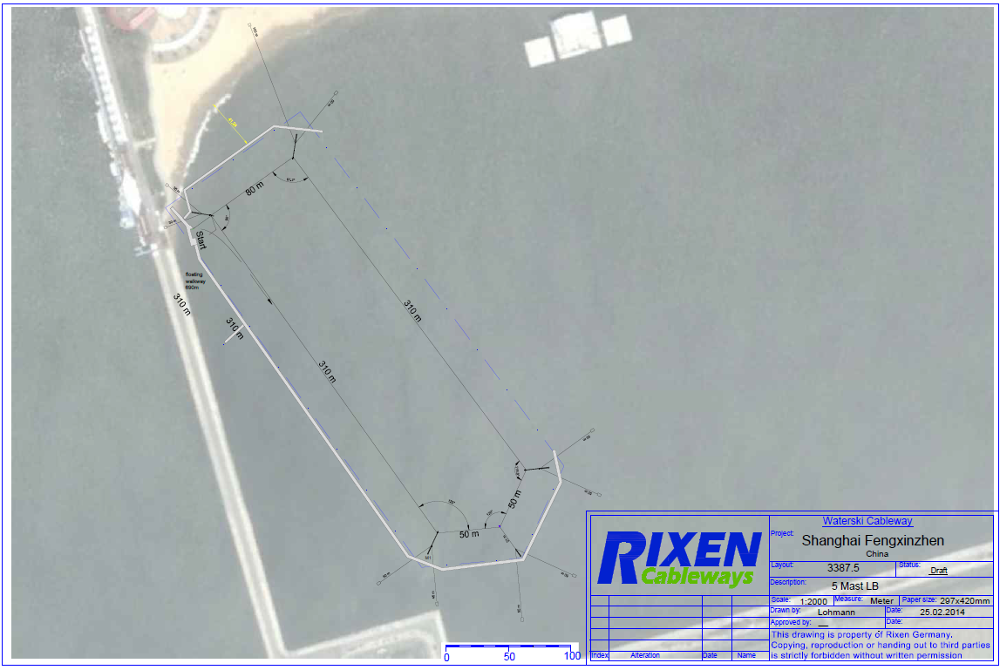 80 m
Start
floating
walkway
690m
310 m
310 m
310 m
310 m
50 m
50 m
0
50
100
RIXEN
Cableways
Waterski Cableway
Project:
Shanghai Fengxinzhen
China
Layout:
3387.5
Status:
Draft
Description:
5 Mast LB
Scale:
1:2000
Measure:
Meter
Paper size:
297x420mm
Drawn by:
Lohmann
Date:
25.02.2014
Approved by:
Date:
Index
Alteration
Date
Name
This drawing is property of Rixen Germany.
Copying, reproduction or handing out to third parties
is strictly forbidden without written permission